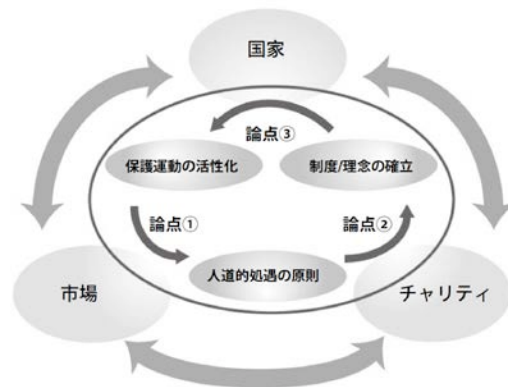 国家
論点③
保護運動の活性化
制度/理念の確立
論点①
論点②
人道的処遇の原則
市場
チャリティ